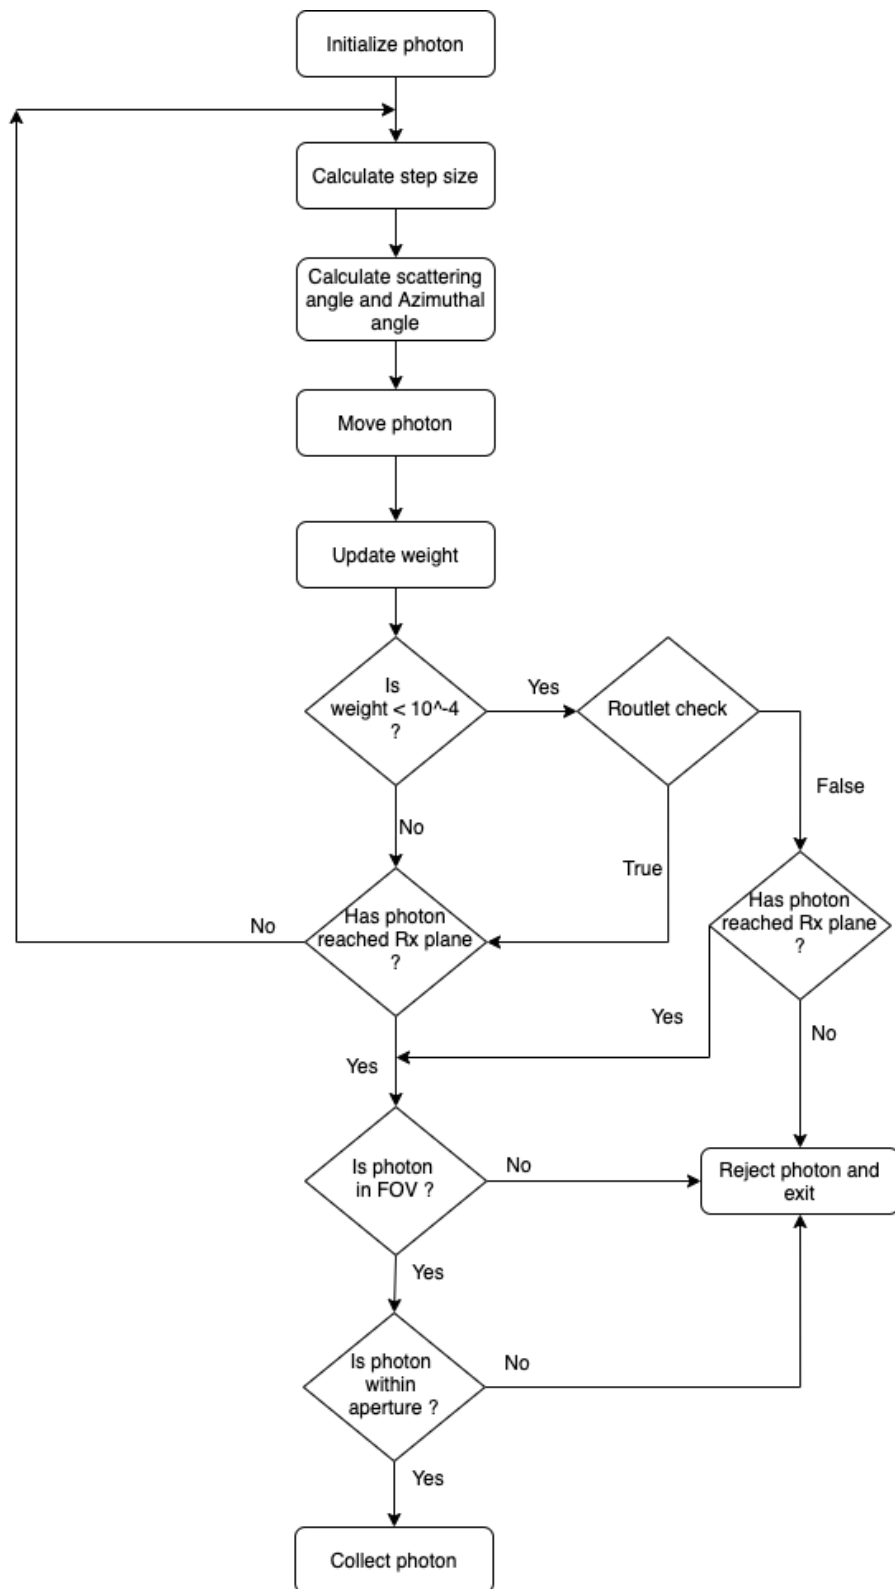 Initialize photon
Calculate step size
Calculate scattering
angle and Azimuthal
angle
Move photon
Update weight
Is
weight < 10^-4
?
Yes
Routlet check
False
No
True
Has photon
reached Rx plane
?
No
Has photon
reached Rx plane
?
Yes
No
Yes
Is photon
in FOV ?
No
Reject photon and
exit
Yes
Is photon
within
aperture ?
No
Yes
Collect photon